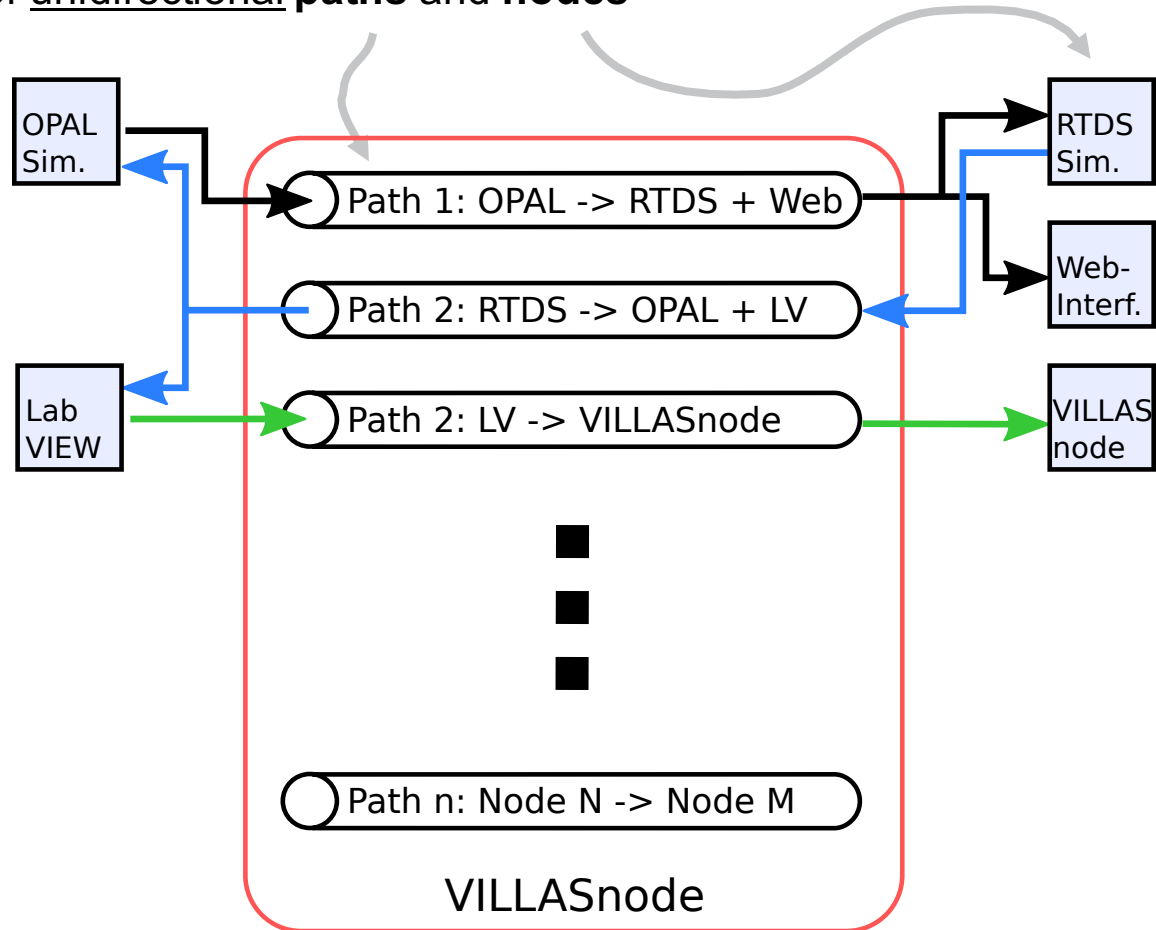 unidirectional paths and nodes
OPAL
Sim.
RTDS
Sim.
Path 1: OPAL -> RTDS + Web
Web-
Interf.
Path 2: RTDS -> OPAL + LV
Lab
VIEW
Path 2: LV -> VILLASnode
VILLAS
node
Path n: Node N -> Node M
VILLASnode